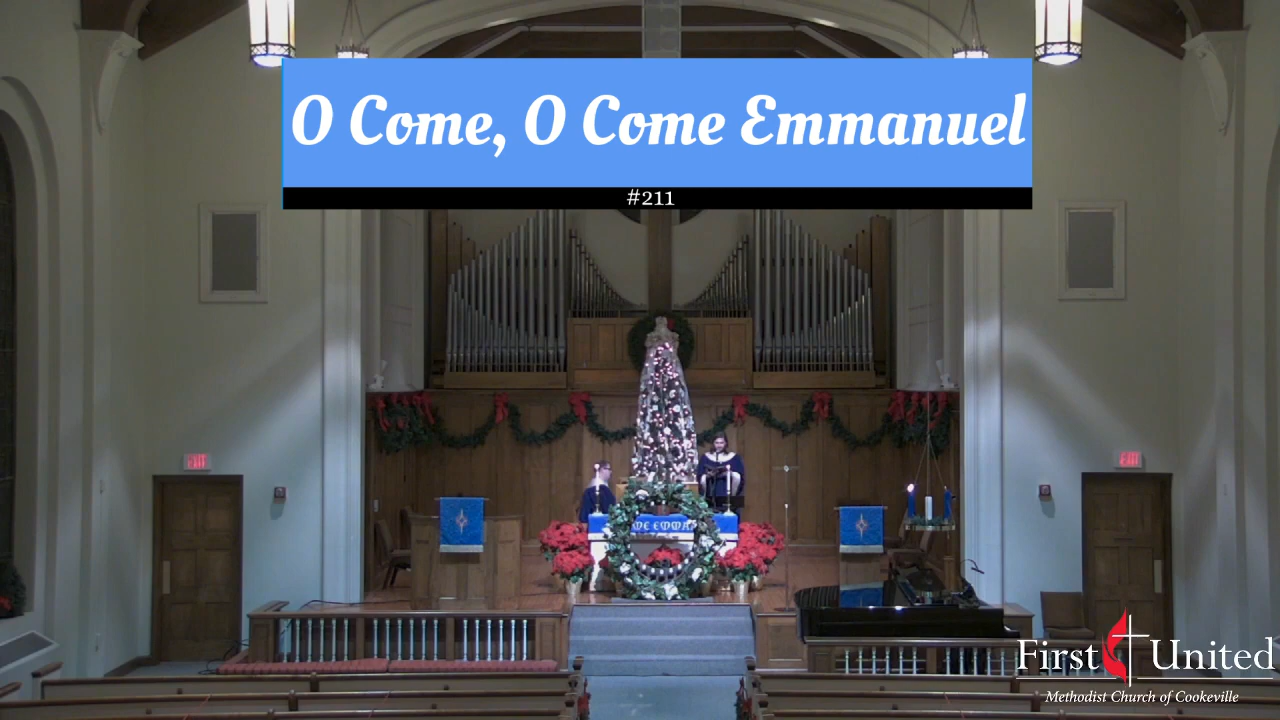 O Come, O Come Emmanuel
#211
EXIT
EXIT
First United
Methodist Church of Cookeville